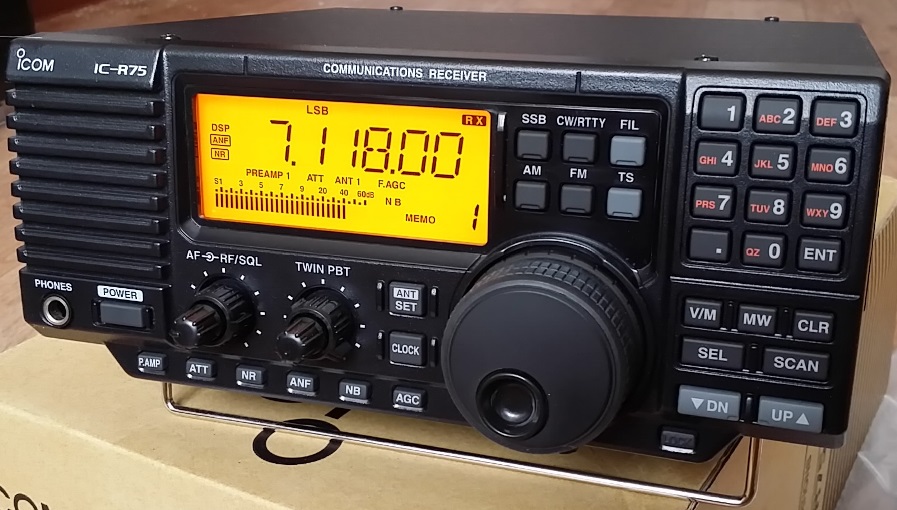 ICOM
IC-R75
COMMUNICATIONS RECEIVER
LSB
RX
DSP
ANF
NR
7.118.00
PREAMP 1 ATT ANT 1 F.AGC
S1 3 5 7 9 20 40 60dB
NB
MEMO 1
SSB CW/RTTY FIL
AM FM TS
1 ABC 2 DEF 3
GHI 4 JKL 5 MNO 6
PRS 7 TUV 8 WXY 9
. QZ 0 ENT
AF RF/SQL
TWIN PBT
ANT
SET
CLOCK
PHONES
POWER
V/M MW CLR
SEL SCAN
▼DN UP▲
P.AMP ATT NR ANF NB AGC